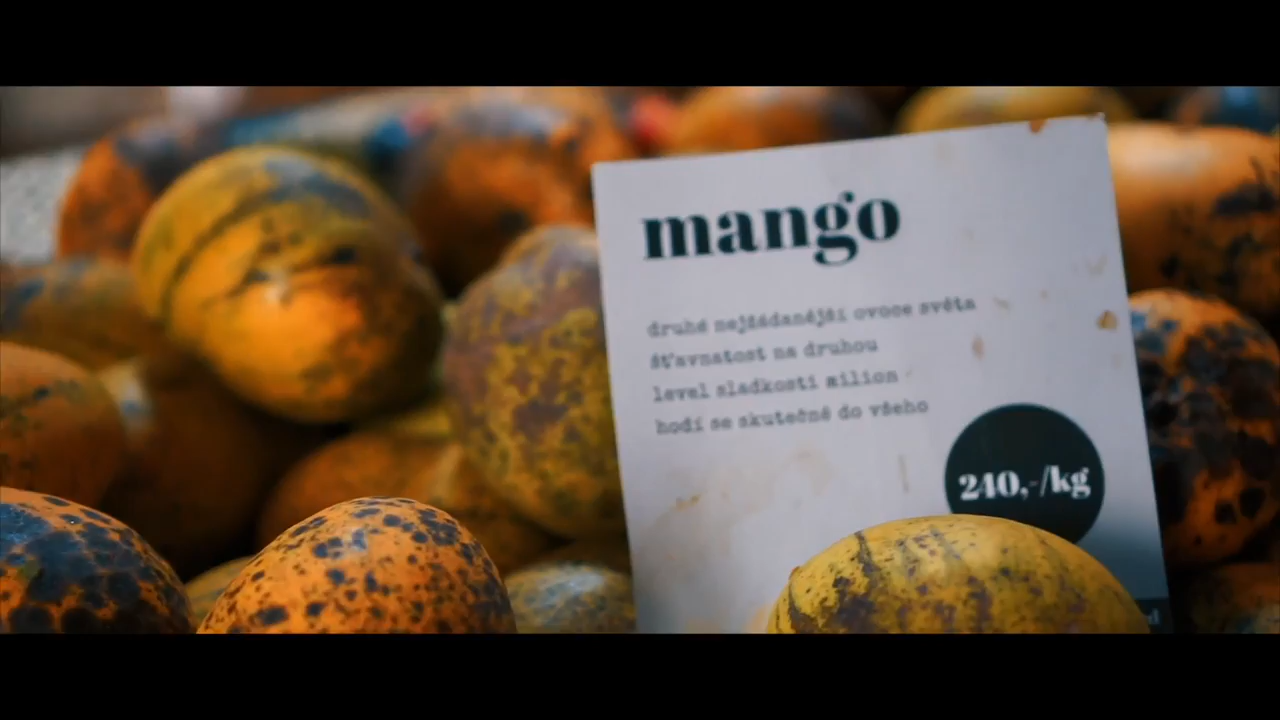 mango
druhé nejžádanější ovoce světa
šťavnatost na druhou
level sladkosti milion
hodí se skutečně do všeho
240,-/kg